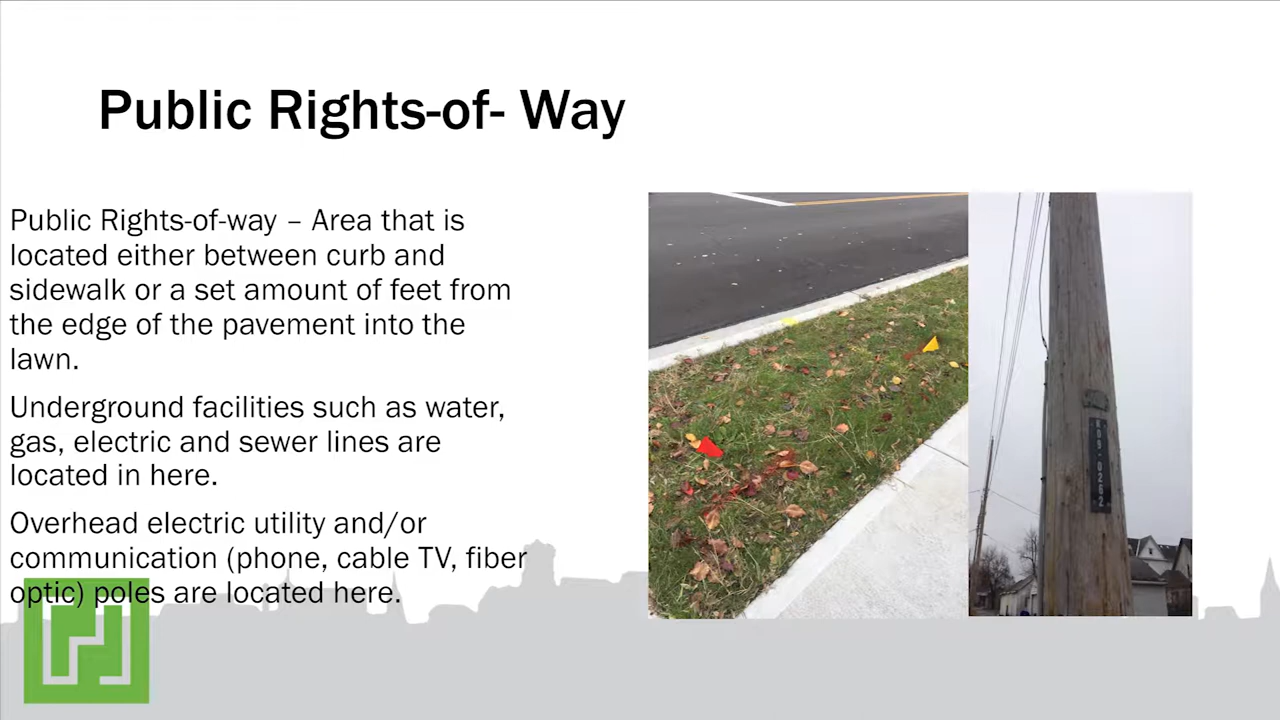 Public Rights-of- Way
Public Rights-of-way – Area that is
located either between curb and
sidewalk or a set amount of feet from
the edge of the pavement into the
lawn.
Underground facilities such as water,
gas, electric and sewer lines are
located in here.
Overhead electric utility and/or
communication (phone, cable TV, fiber
optic) poles are located here.
K09-0262